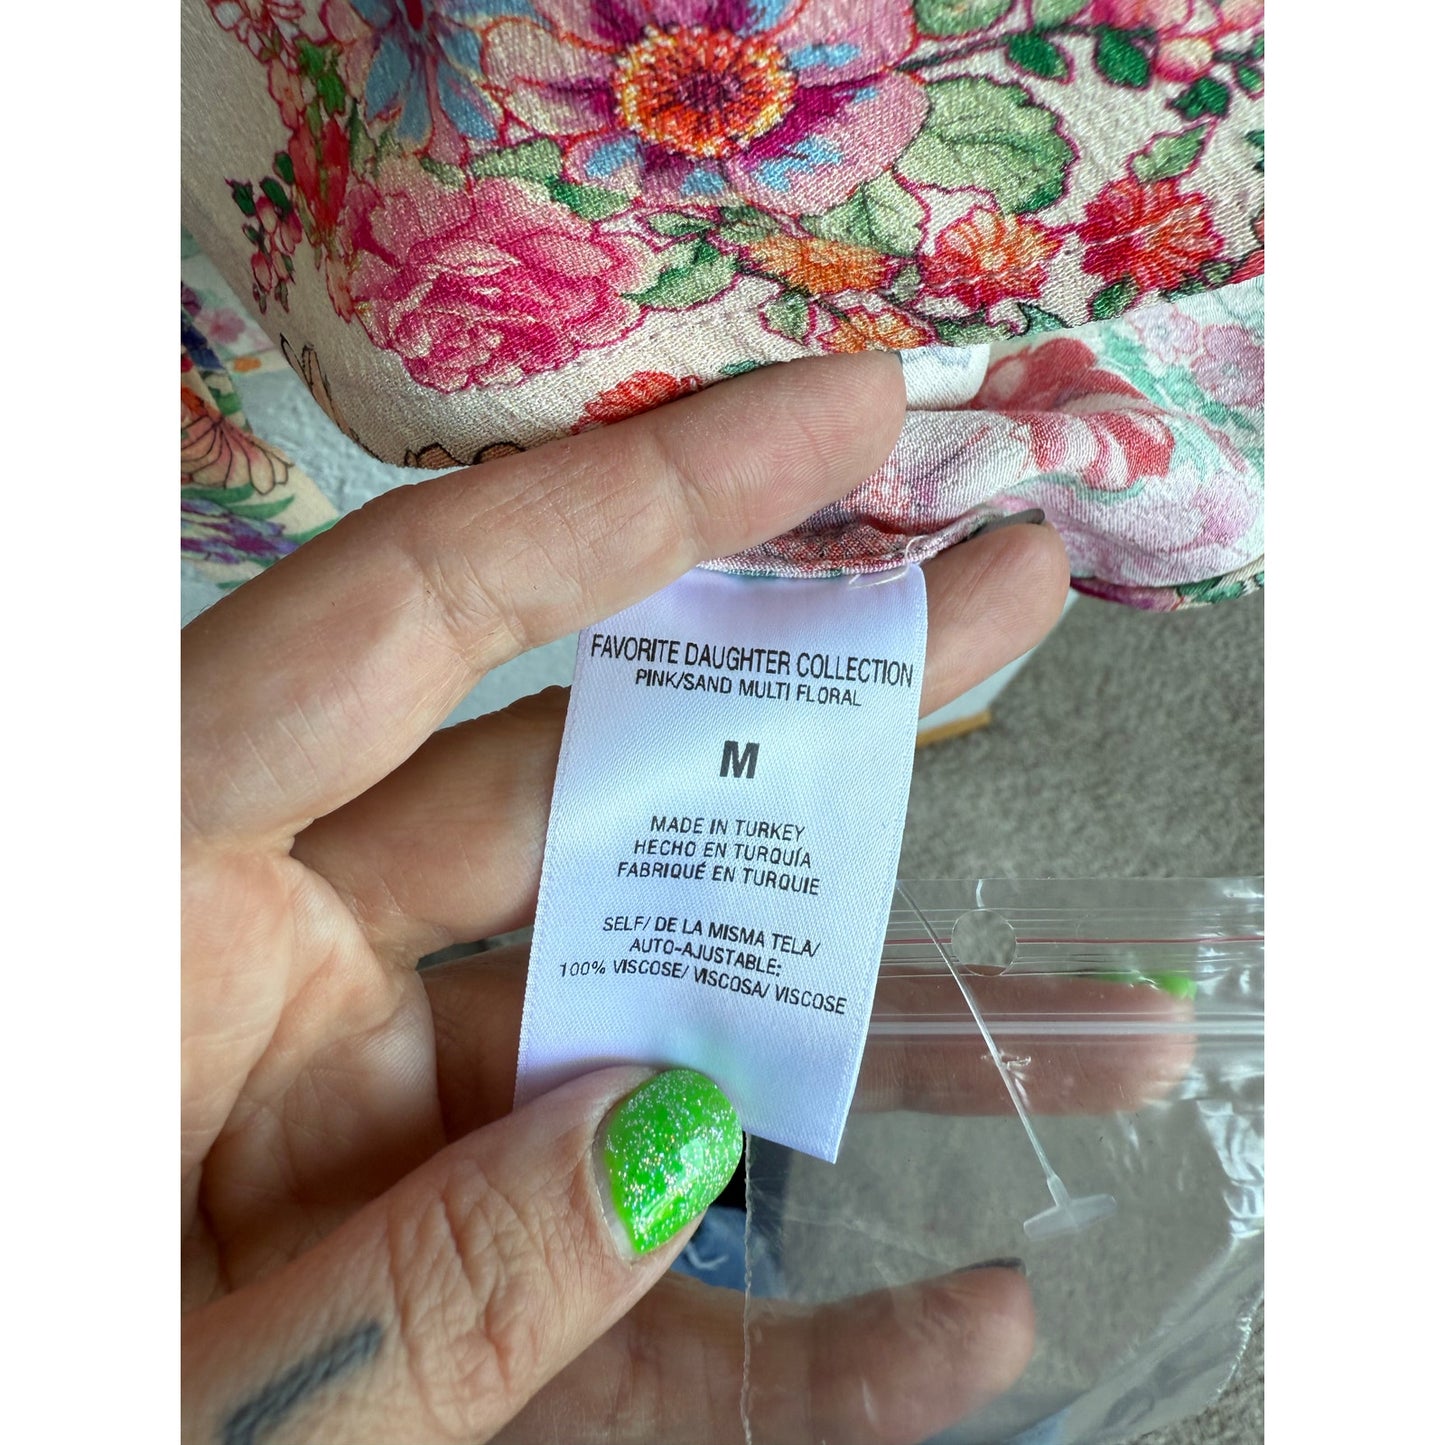 FAVORITE DAUGHTER COLLECTION
PINK/SAND MULTI FLORAL
M
MADE IN TURKEY
HECHO EN TURQUÍA
FABRIQUÉ EN TURQUIE
SELF/ DE LA MISMA TELA/
AUTO-AJUSTABLE:
100% VISCOSE/ VISCOSA/ VISCOSE